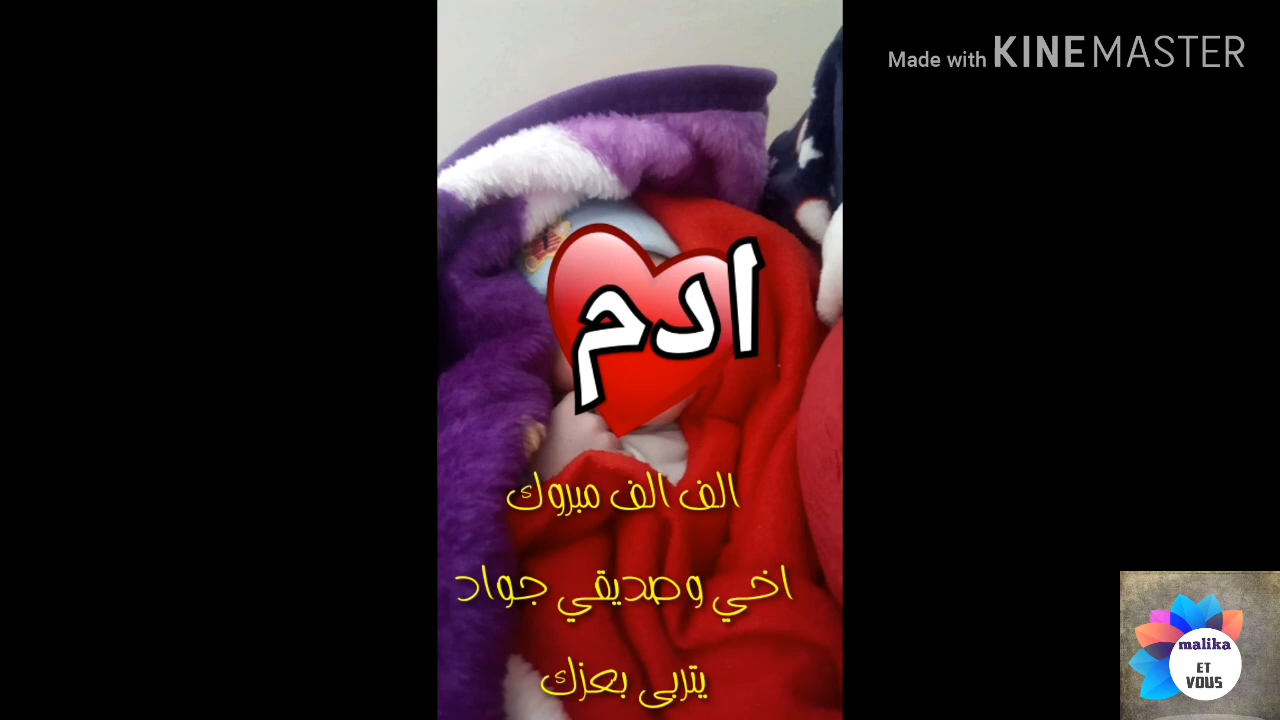 Made with KINEMASTER
ادم
الف الف مبروك
اخي وصديقي جواد
يتربى بعزك
malika
ET
VOUS